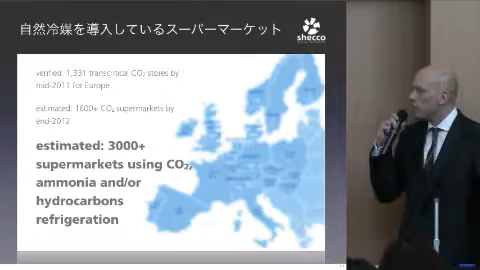 自然冷媒を導入しているスーパーマーケット
shecco
verified: 1,331 transcritical CO₂ stores by
mid-2011 for Europe
estimated: 1600+ CO₂ supermarkets by
end-2012
estimated: 3000+
supermarkets using CO₂,
ammonia and/or
hydrocarbons
refrigeration